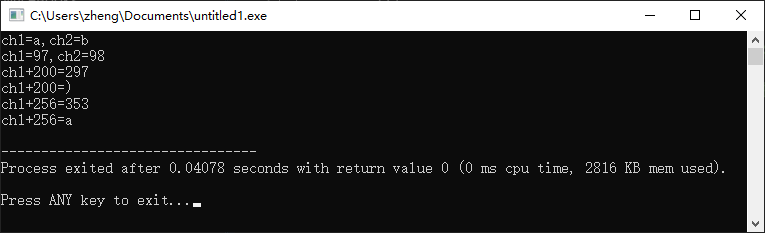 C:\Users\zheng\Documents\untitled1.exe
ch1=a,ch2=b
ch1=97,ch2=98
ch1+200=297
ch1+200=)
ch1+256=353
ch1+256=a
--------------------------------
Process exited after 0.04078 seconds with return value 0 (0 ms cpu time, 2816 KB mem used).
Press ANY key to exit...